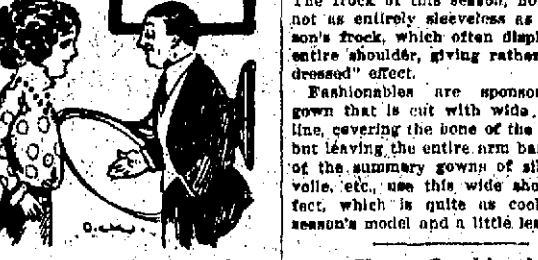 The frock of this season, ho
not as entirely sleeveless as
son's frock, which often displ
entire shoulder, giving rathe
dressed" effect.
Fashionables are sponso
gown that is cut with wide,
line, covering the bone of the
but leaving the entire arm ba
of the summery gowns of sil
voile, etc., use this wide sho
fect, which is quite as cool
season's model and a little le